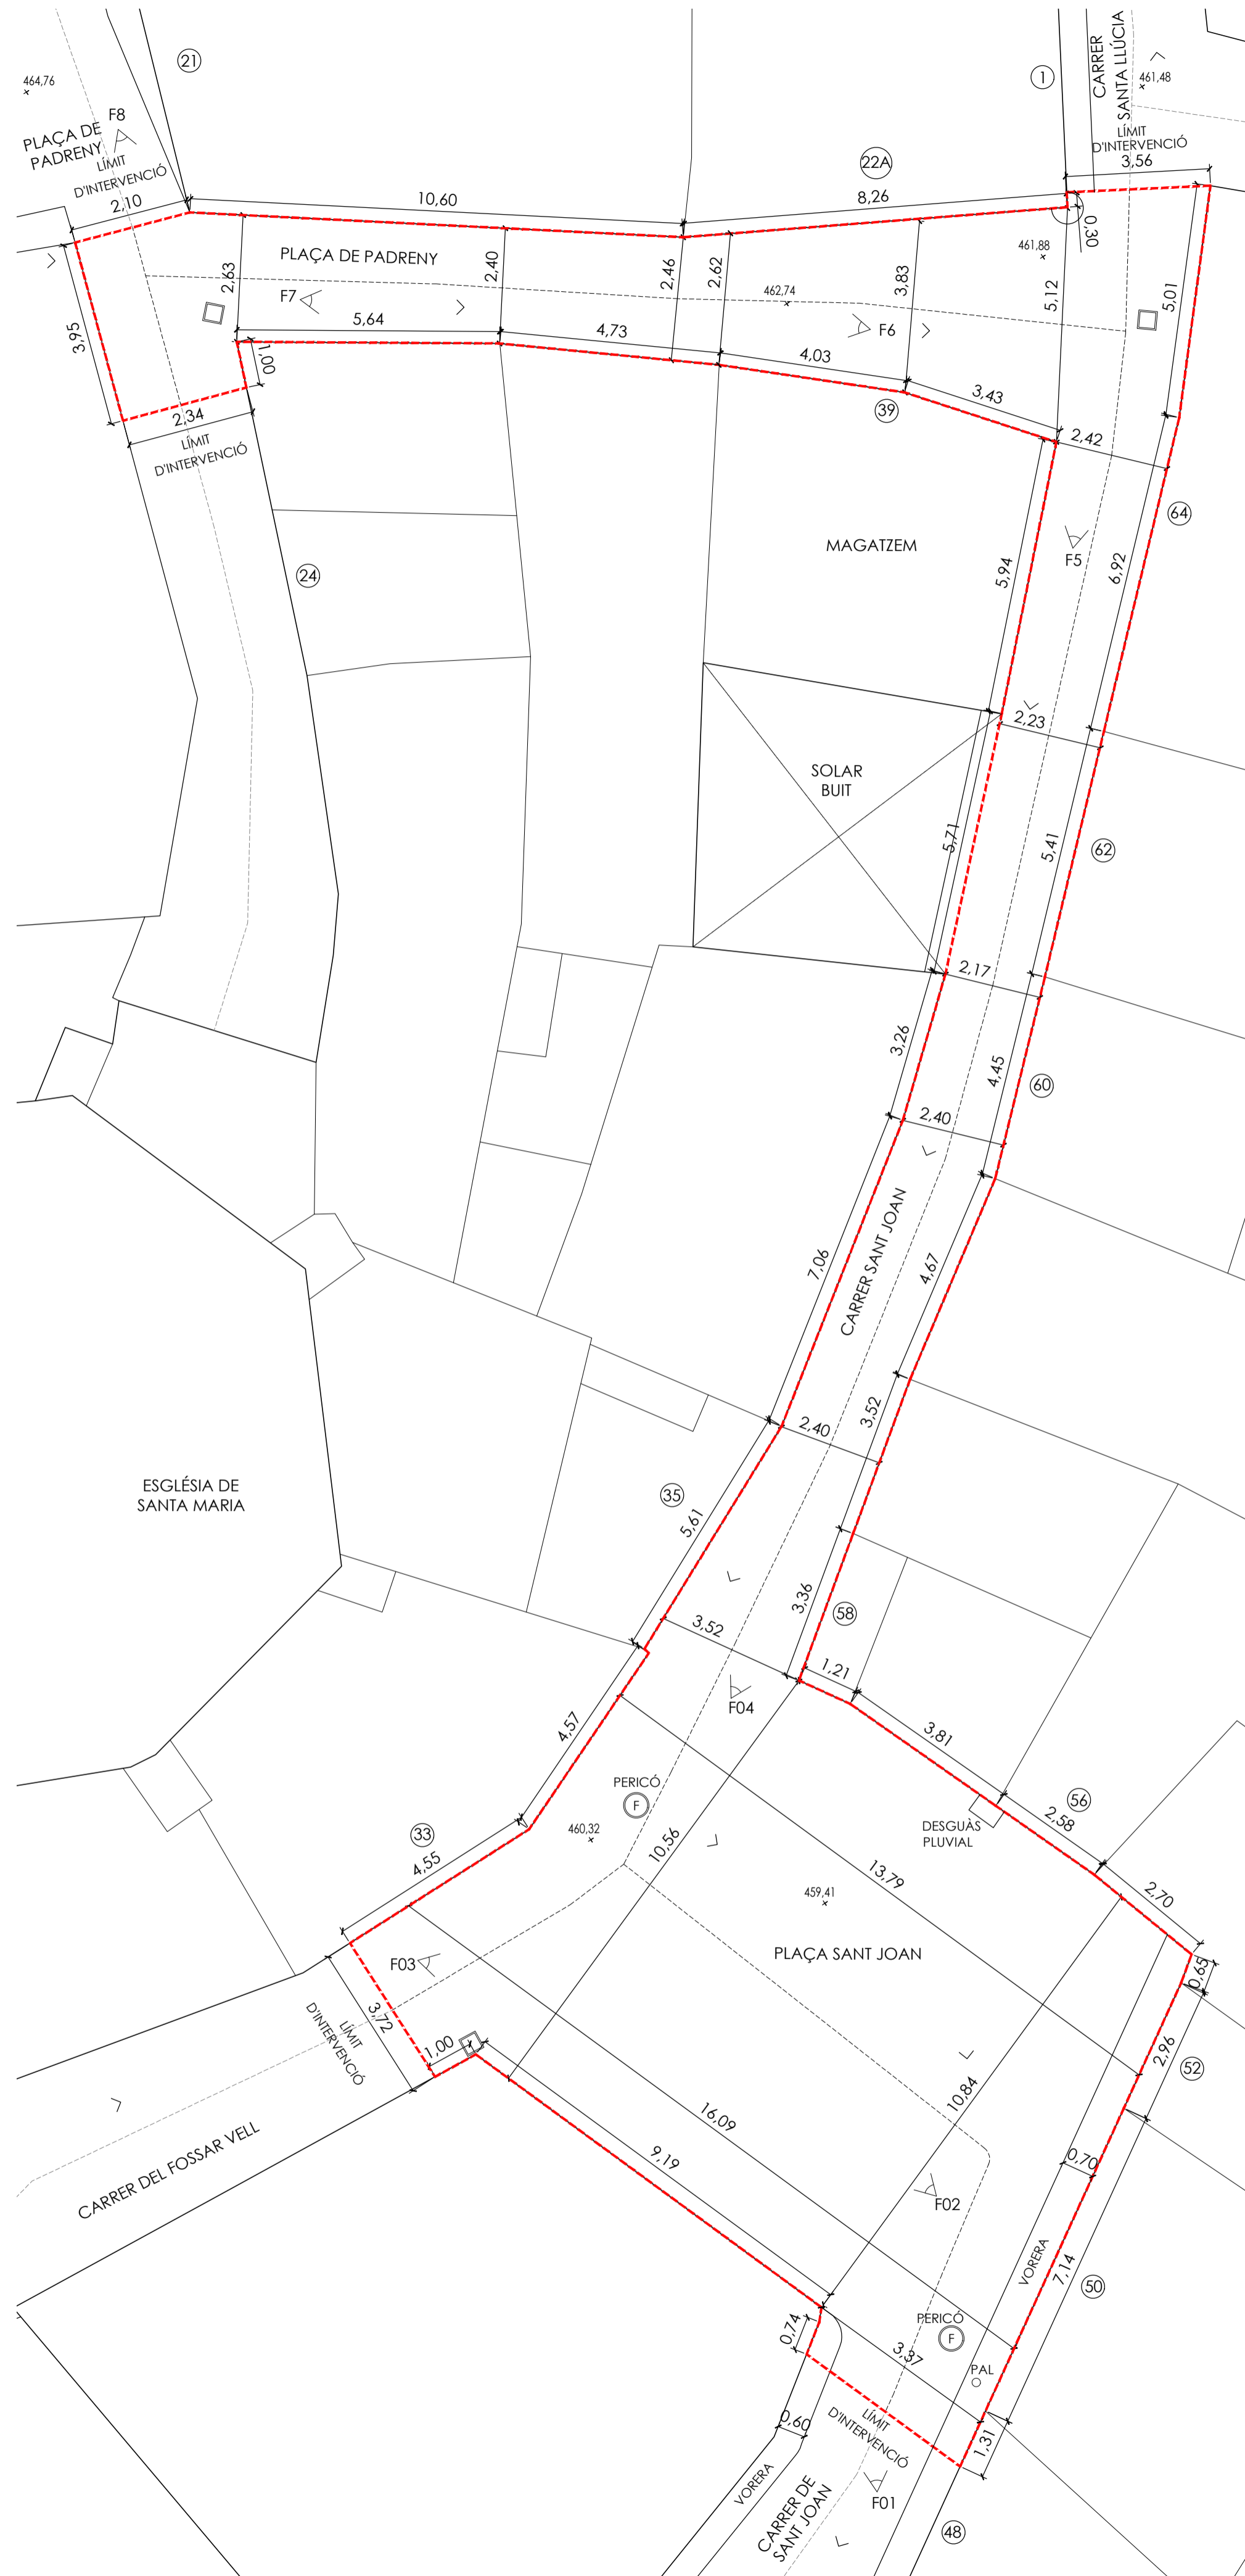 21
464,76
F8
PLAÇA DE
PADRENY
LÍMIT
D'INTERVENCIÓ
2,10
10,60
22A
8,26
1
CARRER
SANTA LLÚCIA
461,48
LÍMIT
D'INTERVENCIÓ
3,56
0,30
PLAÇA DE PADRENY
2,63
2,40
2,46
2,62
3,83
461,88
5,12
5,01
F7
462,74
F6
5,64
4,73
4,03
3,43
3,95
1,00
2,34
LÍMIT
D'INTERVENCIÓ
39
2,42
64
MAGATZEM
F5
24
5,94
6,92
2,23
SOLAR
BUIT
5,71
5,41
62
2,17
3,26
4,45
60
2,40
CARRER SANT JOAN
7,06
4,67
3,52
2,40
ESGLÉSIA DE
SANTA MARIA
35
5,61
3,36
58
3,52
1,21
F04
4,57
3,81
PERICÓ
F
56
460,32
33
4,55
10,56
DESGUÀS
PLUVIAL
2,58
13,79
2,70
459,41
PLAÇA SANT JOAN
F03
0,65
3,72
LÍMIT
D'INTERVENCIÓ
1,00
2,96
52
10,84
16,09
9,19
CARRER DEL FOSSAR VELL
0,70
F02
VORERA
7,14
50
PERICÓ
F
0,74
3,37
PAL
LÍMIT
D'INTERVENCIÓ
0,60
1,31
VORERA
F01
CARRER DE
SANT JOAN
48